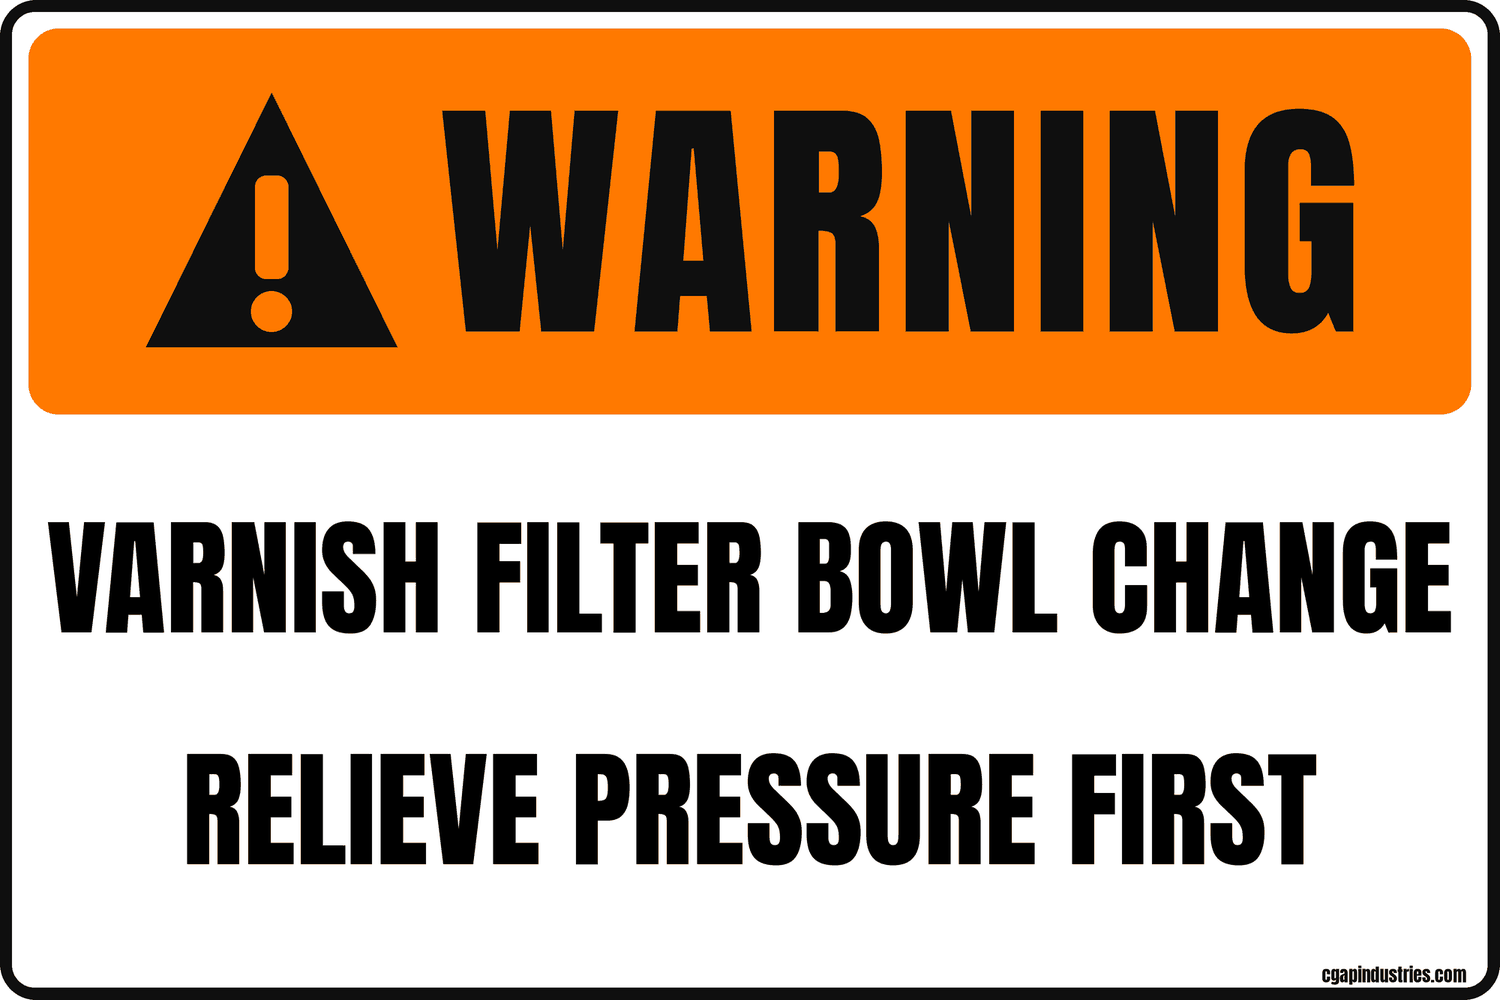 WARNING
VARNISH FILTER BOWL CHANGE
RELIEVE PRESSURE FIRST
cgapindustries.com